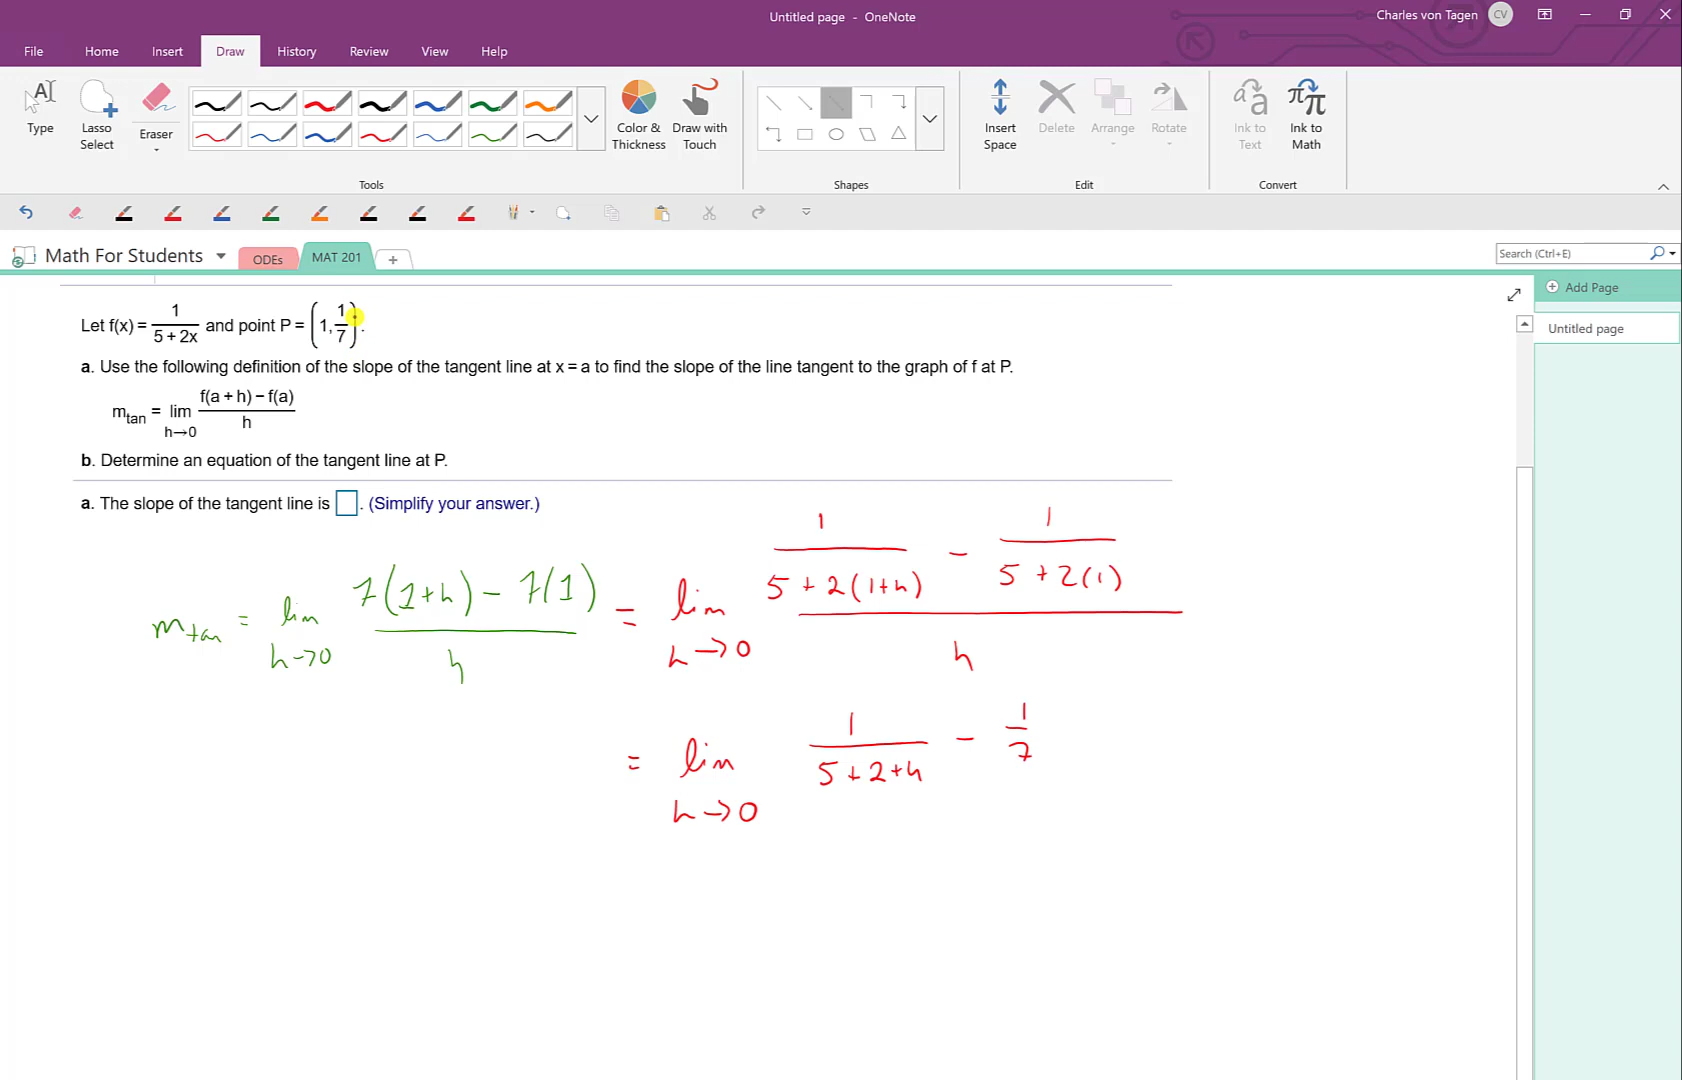 Untitled page - OneNote
Charles von Tagen CV
File Home Insert Draw History Review View Help
Type
Lasso Select
Eraser
Color & Thickness
Draw with Touch
Insert Space
Delete
Arrange
Rotate
Ink to Text
Ink to Math
Tools Shapes Edit Convert
Math For Students ODEs MAT 201 +
Search (Ctrl+E)
Add Page
Untitled page
Let f(x) = 1/(5 + 2x) and point P = (1, 1/7).
a. Use the following definition of the slope of the tangent line at x = a to find the slope of the line tangent to the graph of f at P.
m_tan = lim h→0 (f(a + h) − f(a))/h
b. Determine an equation of the tangent line at P.
a. The slope of the tangent line is . (Simplify your answer.)
m_tan = lim h→0 (f(1+h) − f(1))/h = lim h→0 (1/(5+2(1+h)) − 1/(5+2(1)))/h
= lim h→0 1/(5+2+h) − 1/7